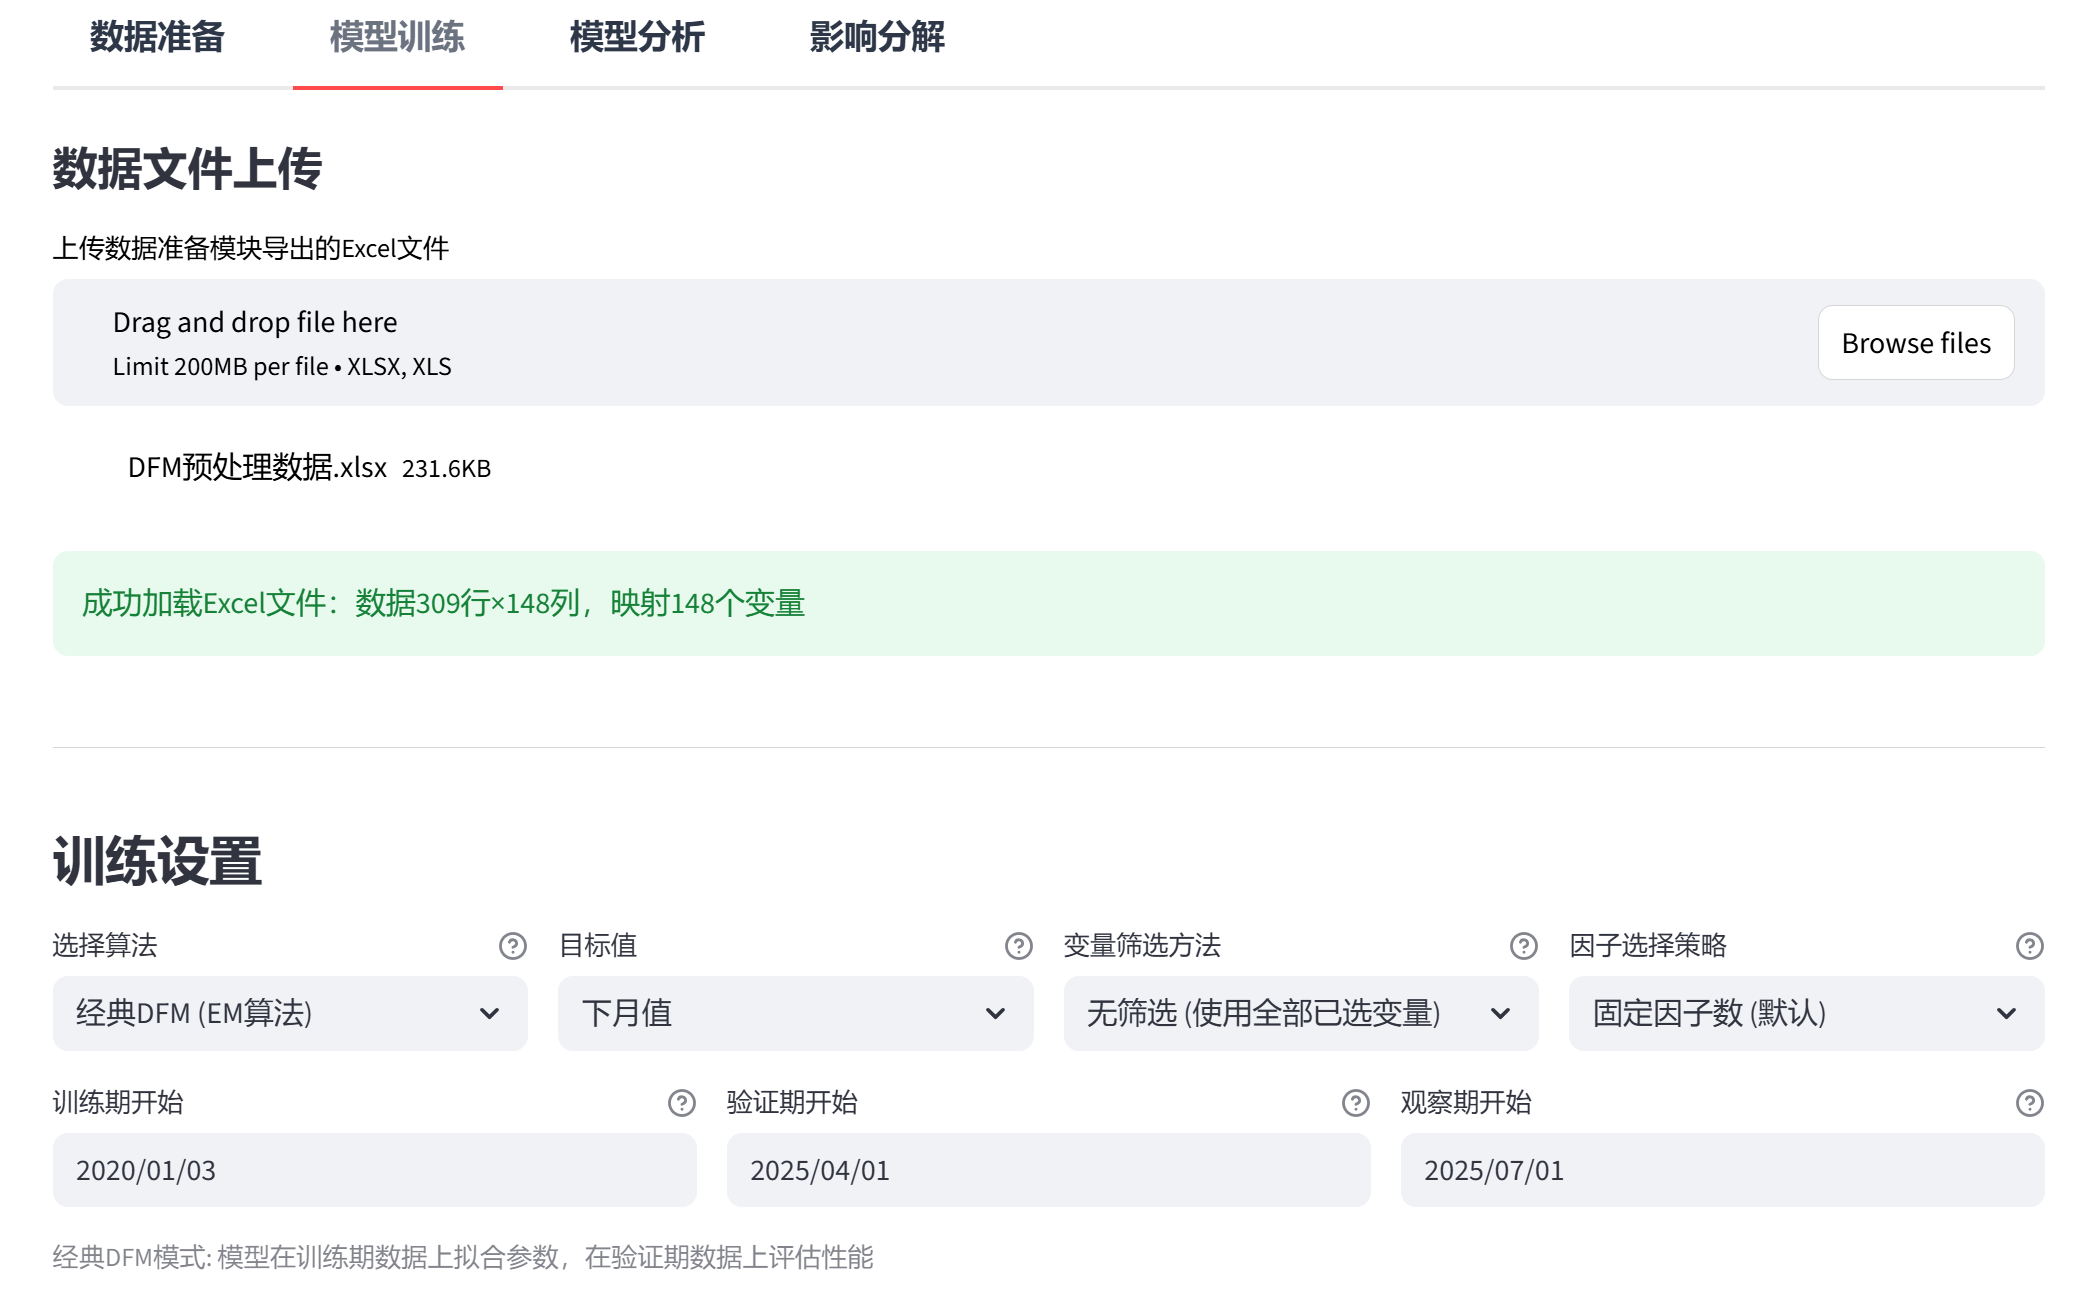 数据准备 模型训练 模型分析 影响分解
数据文件上传
上传数据准备模块导出的Excel文件
Drag and drop file here
Limit 200MB per file • XLSX, XLS
Browse files
DFM预处理数据.xlsx 231.6KB
成功加载Excel文件：数据309行×148列，映射148个变量
训练设置
选择算法 目标值 变量筛选方法 因子选择策略
经典DFM (EM算法) 下月值 无筛选 (使用全部已选变量) 固定因子数 (默认)
训练期开始 验证期开始 观察期开始
2020/01/03 2025/04/01 2025/07/01
经典DFM模式: 模型在训练期数据上拟合参数，在验证期数据上评估性能